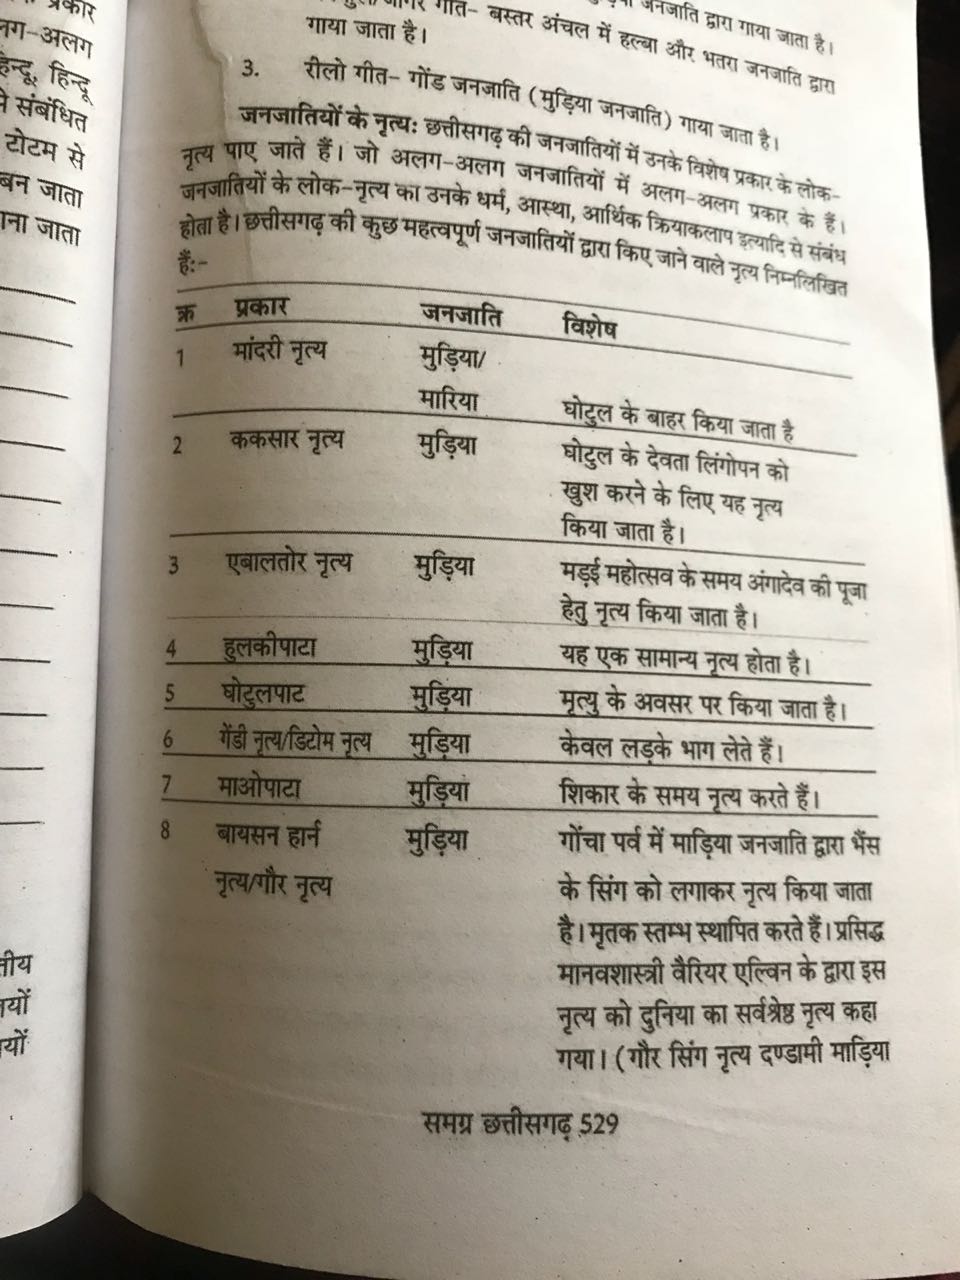 प्रकार
अलग-अलग
हिन्दू, हिन्दू
संबंधित
टोटम से
बन जाता
माना जाता
जनजाति द्वारा गाया जाता है।
गीत- बस्तर अंचल में हल्बा और भतरा जनजाति द्वारा
गाया जाता है।
3. रीलो गीत- गोंड जनजाति (मुड़िया जनजाति) गाया जाता है।
जनजातियों के नृत्य: छत्तीसगढ़ की जनजातियों में उनके विशेष प्रकार के लोक-
नृत्य पाए जाते हैं। जो अलग-अलग जनजातियों में अलग-अलग प्रकार के हैं।
जनजातियों के लोक-नृत्य का उनके धर्म, आस्था, आर्थिक क्रियाकलाप इत्यादि से संबंध
होता है। छत्तीसगढ़ की कुछ महत्वपूर्ण जनजातियों द्वारा किए जाने वाले नृत्य निम्नलिखित
हैं:-
क्र प्रकार जनजाति विशेष
1 मांदरी नृत्य मुड़िया/
मारिया घोटुल के बाहर किया जाता है
2 ककसार नृत्य मुड़िया घोटुल के देवता लिंगोपन को
खुश करने के लिए यह नृत्य
किया जाता है।
3 एबालतोर नृत्य मुड़िया मड़ई महोत्सव के समय अंगादेव की पूजा
हेतु नृत्य किया जाता है।
4 हुलकीपाटा मुड़िया यह एक सामान्य नृत्य होता है।
5 घोटुलपाट मुड़िया मृत्यु के अवसर पर किया जाता है।
6 गेंडी नृत्य/डिटोम नृत्य मुड़िया केवल लड़के भाग लेते हैं।
7 माओपाटा मुड़िया शिकार के समय नृत्य करते हैं।
8 बायसन हार्न मुड़िया गोंचा पर्व में माड़िया जनजाति द्वारा भैंस
नृत्य/गौर नृत्य के सिंग को लगाकर नृत्य किया जाता
है। मृतक स्तम्भ स्थापित करते हैं। प्रसिद्ध
मानवशास्त्री वैरियर एल्विन के द्वारा इस
नृत्य को दुनिया का सर्वश्रेष्ठ नृत्य कहा
गया। (गौर सिंग नृत्य दण्डामी माड़िया
समग्र छत्तीसगढ़ 529